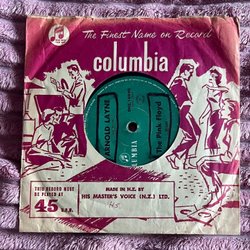 The Finest Name on Record
columbia
ARNOLD LAYNE
COLUMBIA
The Pink Floyd
THIS RECORD MUST
BE PLAYED AT
45 R.P.M.
MADE IN N.Z. BY
HIS MASTER'S VOICE (N.Z.) LTD.